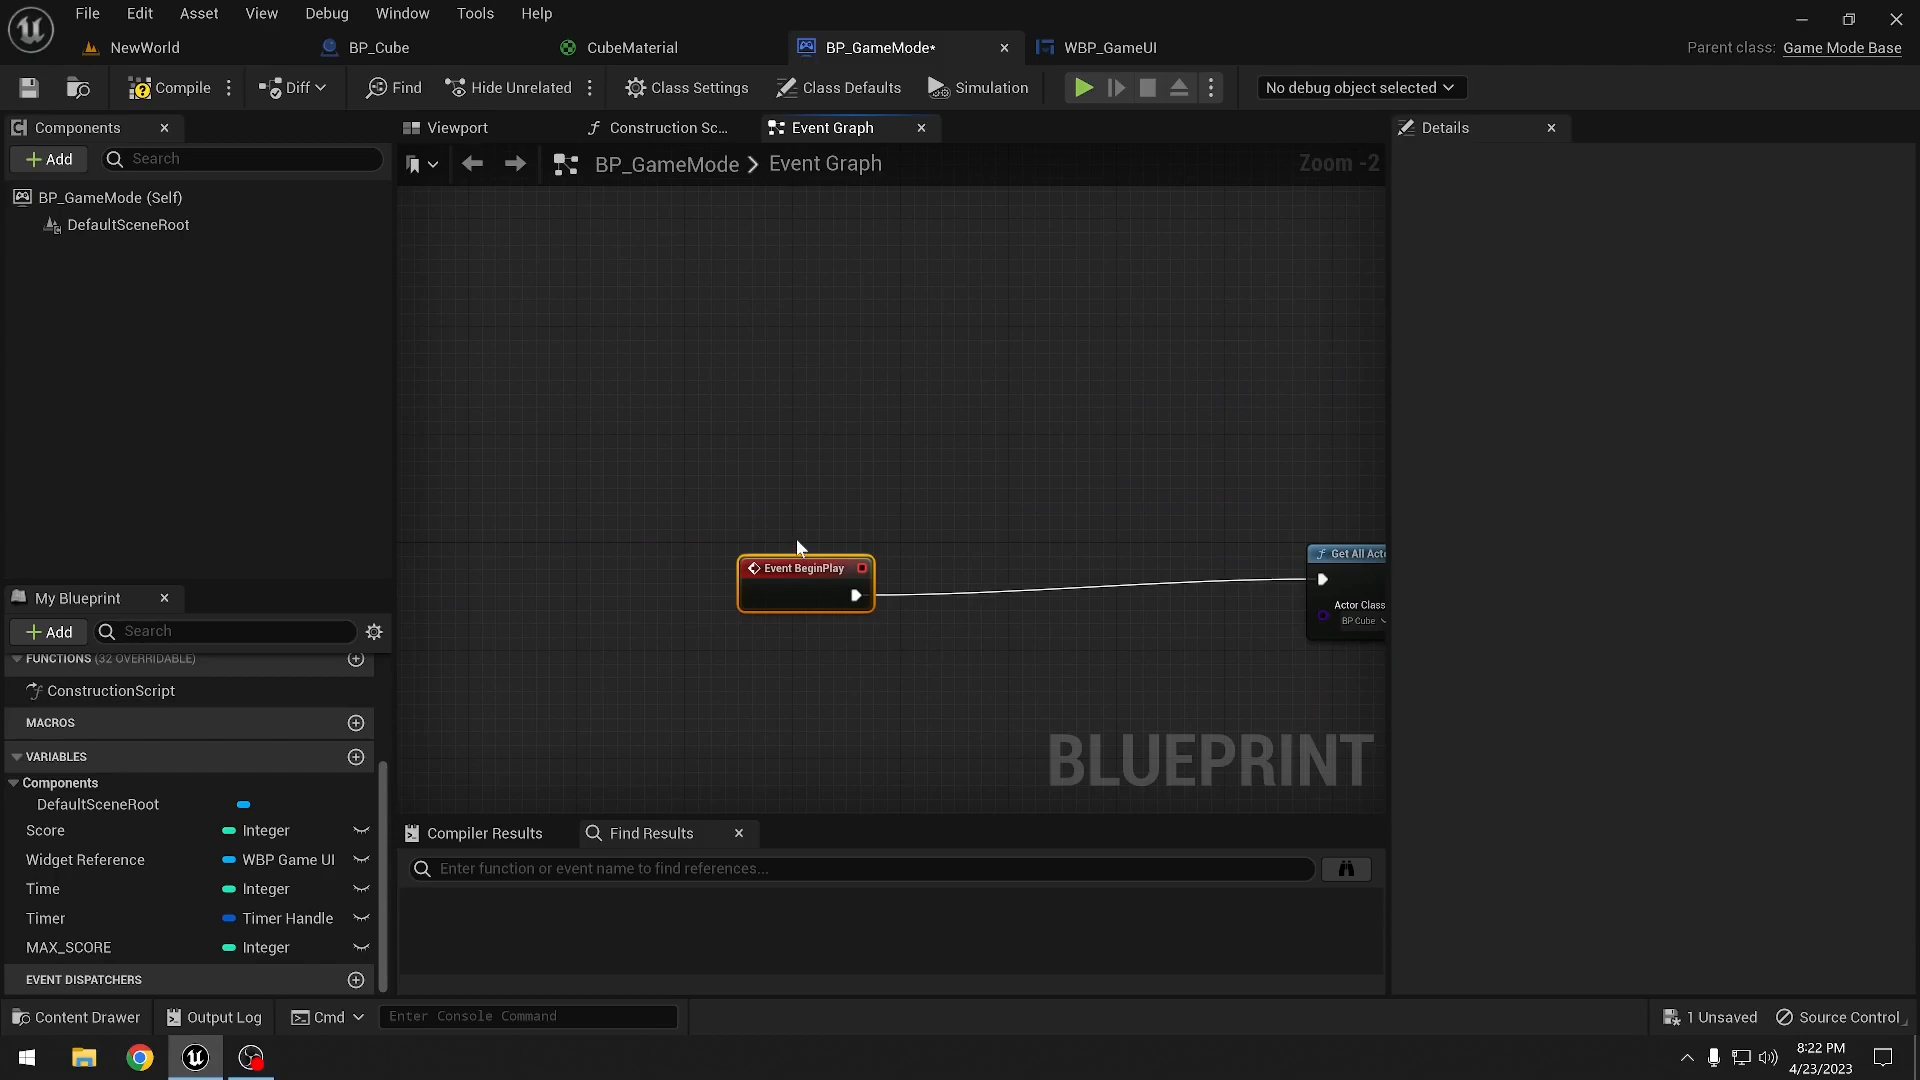 File Edit Asset View Debug Window Tools Help
NewWorld BP_Cube CubeMaterial BP_GameMode* WBP_GameUI Parent class: Game Mode Base
Compile Diff Find Hide Unrelated Class Settings Class Defaults Simulation No debug object selected
Components Viewport Construction Sc... Event Graph Details
Add Search BP_GameMode Event Graph Zoom -2
BP_GameMode (Self)
DefaultSceneRoot
Event BeginPlay
Get All Acto
Actor Class
BP Cube
My Blueprint
Add Search
FUNCTIONS (32 OVERRIDABLE)
ConstructionScript
MACROS
VARIABLES
Components
DefaultSceneRoot
Score Integer
Widget Reference WBP Game UI
Time Integer
Timer Timer Handle
MAX_SCORE Integer
EVENT DISPATCHERS
BLUEPRINT
Compiler Results Find Results
Enter function or event name to find references...
Content Drawer Output Log Cmd Enter Console Command 1 Unsaved Source Control
8:22 PM
4/23/2023